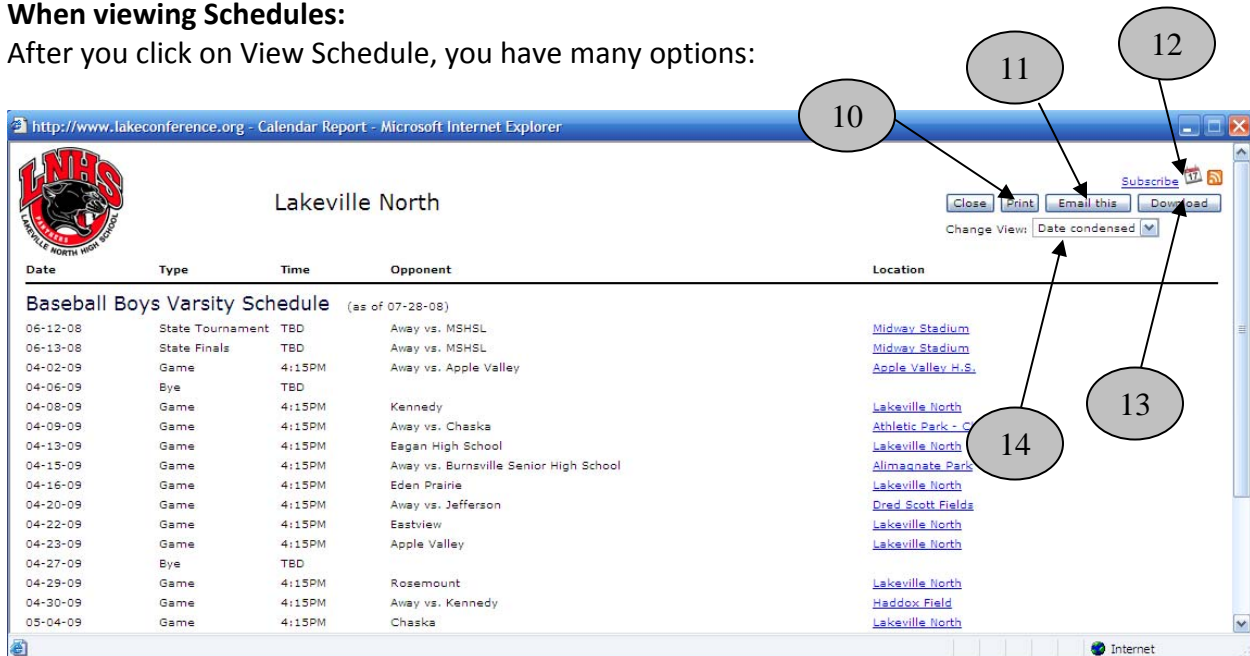 When viewing Schedules:
After you click on View Schedule, you have many options:
12
11
10
http://www.lakeconference.org - Calendar Report - Microsoft Internet Explorer
LNHS
PANTHERS
LAKEVILLE NORTH HIGH SCHOOL
Lakeville North
Subscribe 17
Close Print Email this Download
Change View: Date condensed
Date Type Time Opponent Location
Baseball Boys Varsity Schedule (as of 07-28-08)
06-12-08 State Tournament TBD Away vs. MSHSL Midway Stadium
06-13-08 State Finals TBD Away vs. MSHSL Midway Stadium
04-02-09 Game 4:15PM Away vs. Apple Valley Apple Valley H.S.
04-06-09 Bye TBD
04-08-09 Game 4:15PM Kennedy Lakeville North
13
04-09-09 Game 4:15PM Away vs. Chaska Athletic Park - C
04-13-09 Game 4:15PM Eagan High School Lakeville North
14
04-15-09 Game 4:15PM Away vs. Burnsville Senior High School Alimagnate Park
04-16-09 Game 4:15PM Eden Prairie Lakeville North
04-20-09 Game 4:15PM Away vs. Jefferson Dred Scott Fields
04-22-09 Game 4:15PM Eastview Lakeville North
04-23-09 Game 4:15PM Apple Valley Lakeville North
04-27-09 Bye TBD
04-29-09 Game 4:15PM Rosemount Lakeville North
04-30-09 Game 4:15PM Away vs. Kennedy Haddox Field
05-04-09 Game 4:15PM Chaska Lakeville North
Internet